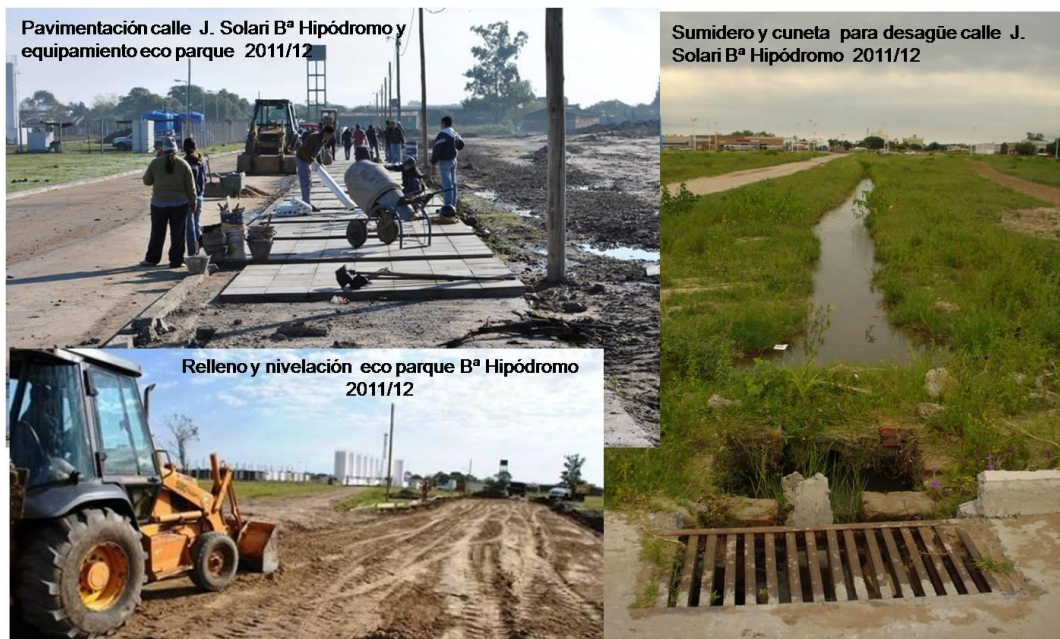 Pavimentación calle J. Solari Bª Hipódromo y
equipamiento eco parque 2011/12
Sumidero y cuneta para desagüe calle J.
Solari Bª Hipódromo 2011/12
Relleno y nivelación eco parque Bª Hipódromo
2011/12